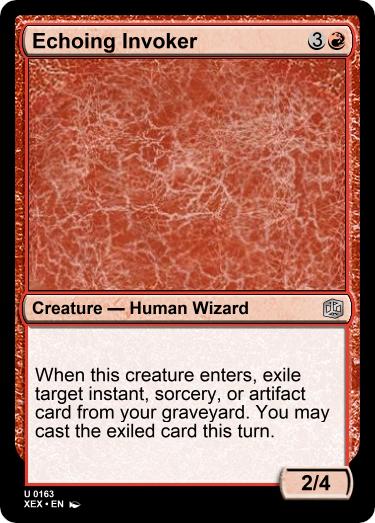 Echoing Invoker 3
Creature — Human Wizard
When this creature enters, exile
target instant, sorcery, or artifact
card from your graveyard. You may
cast the exiled card this turn.
2/4
U 0163
XEX • EN